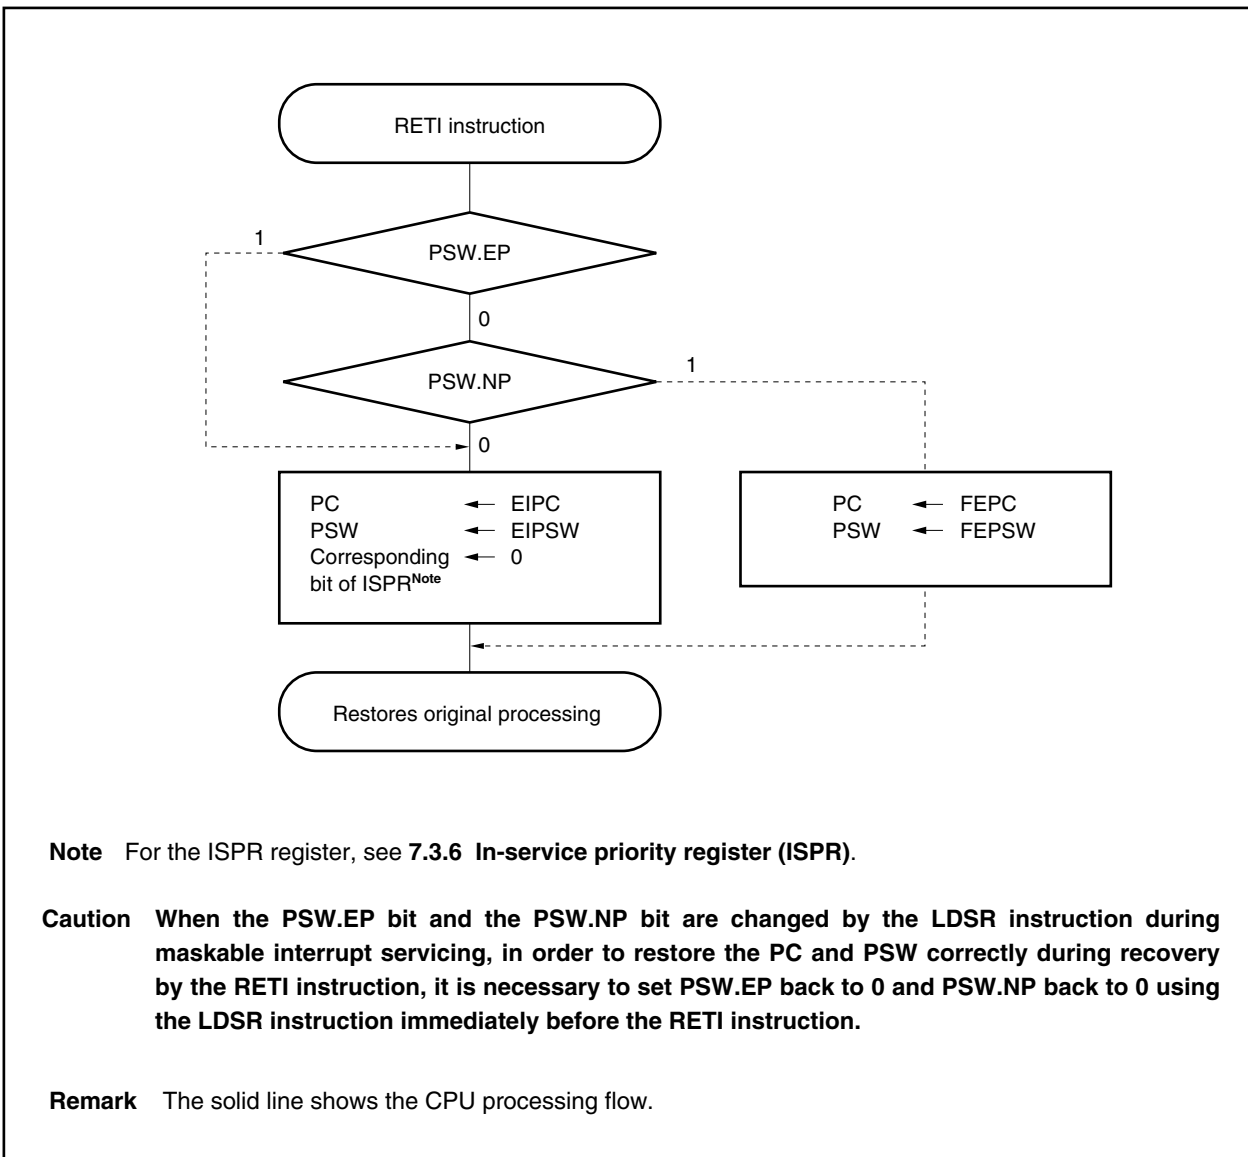 RETI instruction
1
PSW.EP
0
1
PSW.NP
0
PC ← EIPC
PSW ← EIPSW
Corresponding ← 0
bit of ISPRNote
PC ← FEPC
PSW ← FEPSW
Restores original processing
Note For the ISPR register, see 7.3.6 In-service priority register (ISPR).
Caution When the PSW.EP bit and the PSW.NP bit are changed by the LDSR instruction during
maskable interrupt servicing, in order to restore the PC and PSW correctly during recovery
by the RETI instruction, it is necessary to set PSW.EP back to 0 and PSW.NP back to 0 using
the LDSR instruction immediately before the RETI instruction.
Remark The solid line shows the CPU processing flow.